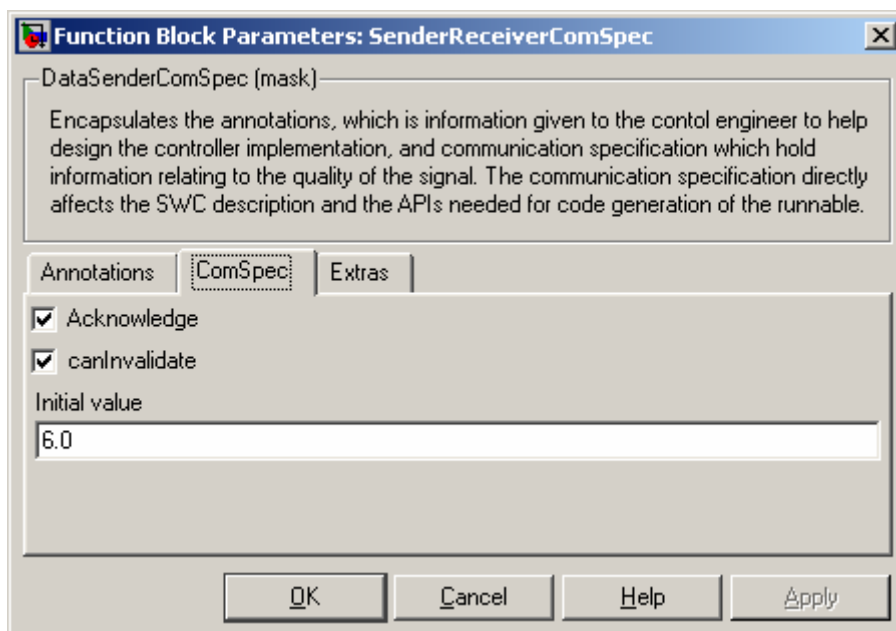 Function Block Parameters: SenderReceiverComSpec
DataSenderComSpec (mask)
Encapsulates the annotations, which is information given to the contol engineer to help
design the controller implementation, and communication specification which hold
information relating to the quality of the signal. The communication specification directly
affects the SWC description and the APIs needed for code generation of the runnable.
Annotations ComSpec Extras
Acknowledge
canInvalidate
Initial value
6.0
OK Cancel Help Apply